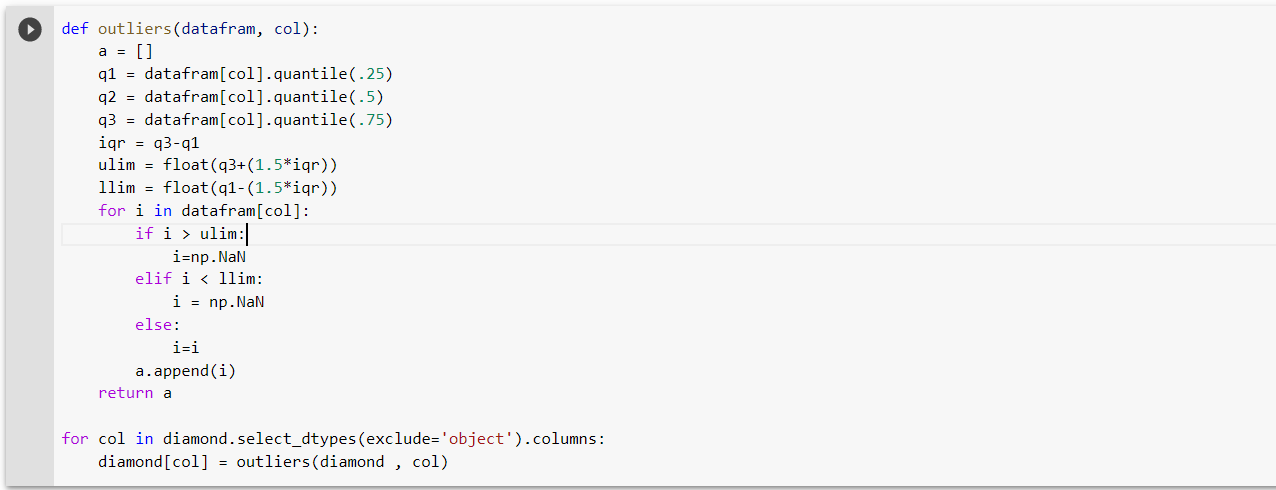 def outliers(datafram, col):
    a = []
    q1 = datafram[col].quantile(.25)
    q2 = datafram[col].quantile(.5)
    q3 = datafram[col].quantile(.75)
    iqr = q3-q1
    ulim = float(q3+(1.5*iqr))
    llim = float(q1-(1.5*iqr))
    for i in datafram[col]:
        if i > ulim:
            i=np.NaN
        elif i < llim:
            i = np.NaN
        else:
            i=i
        a.append(i)
    return a

for col in diamond.select_dtypes(exclude='object').columns:
    diamond[col] = outliers(diamond , col)